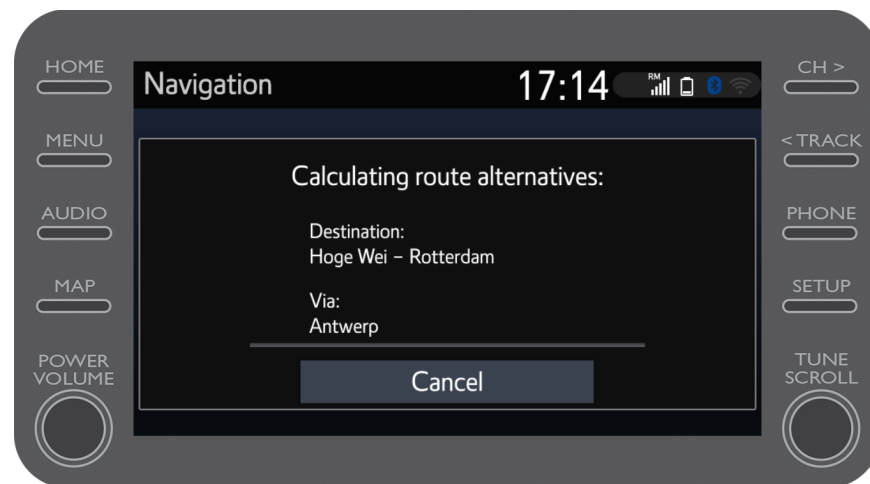 HOME
MENU
AUDIO
MAP
POWER
VOLUME
Navigation 17:14 RM
Calculating route alternatives:
Destination:
Hoge Wei – Rotterdam
Via:
Antwerp
Cancel
CH >
< TRACK
PHONE
SETUP
TUNE
SCROLL